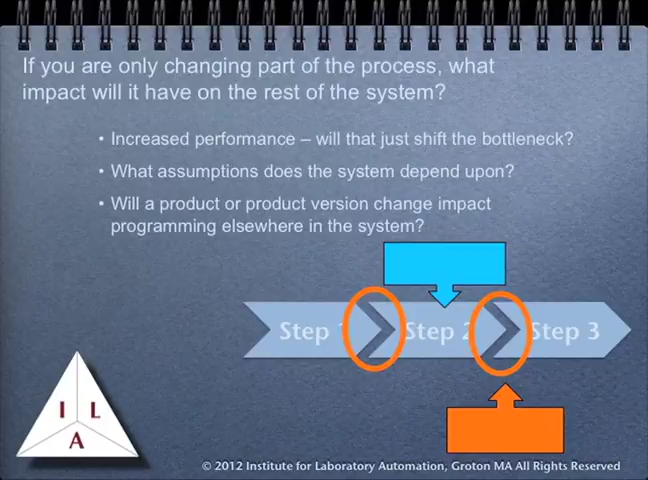 If you are only changing part of the process, what
impact will it have on the rest of the system?
• Increased performance – will that just shift the bottleneck?
• What assumptions does the system depend upon?
• Will a product or product version change impact
programming elsewhere in the system?
Step 1 Step 2 Step 3
I L
A
© 2012 Institute for Laboratory Automation, Groton MA All Rights Reserved